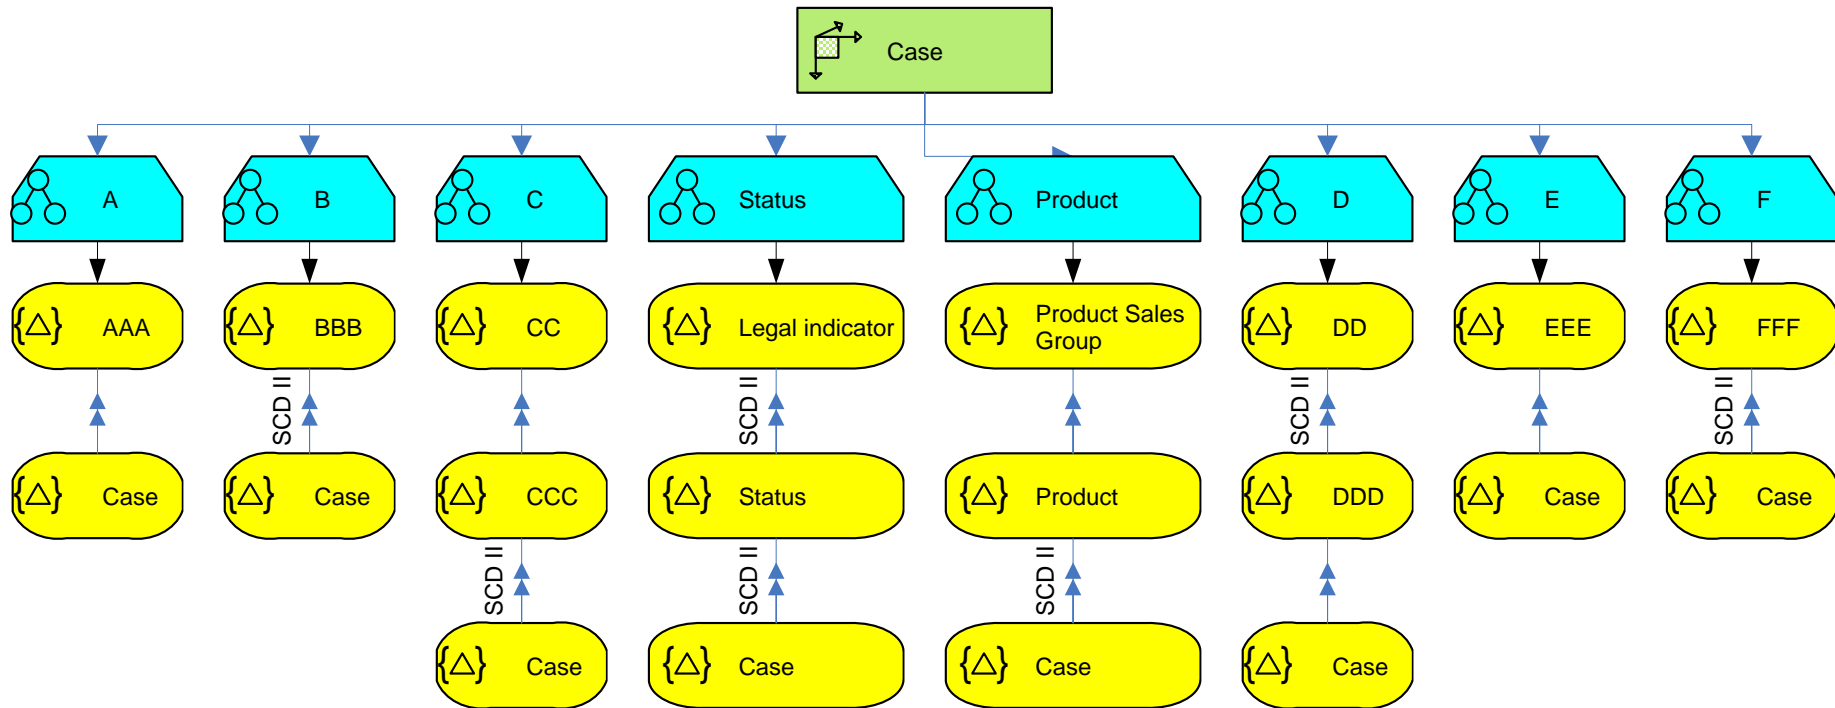 Case
A
B
C
Status
Product
D
E
F
AAA
BBB
CC
Legal indicator
Product Sales
Group
DD
EEE
FFF
SCD II
SCD II
SCD II
SCD II
Case
Case
CCC
Status
Product
DDD
Case
Case
SCD II
SCD II
SCD II
Case
Case
Case
Case